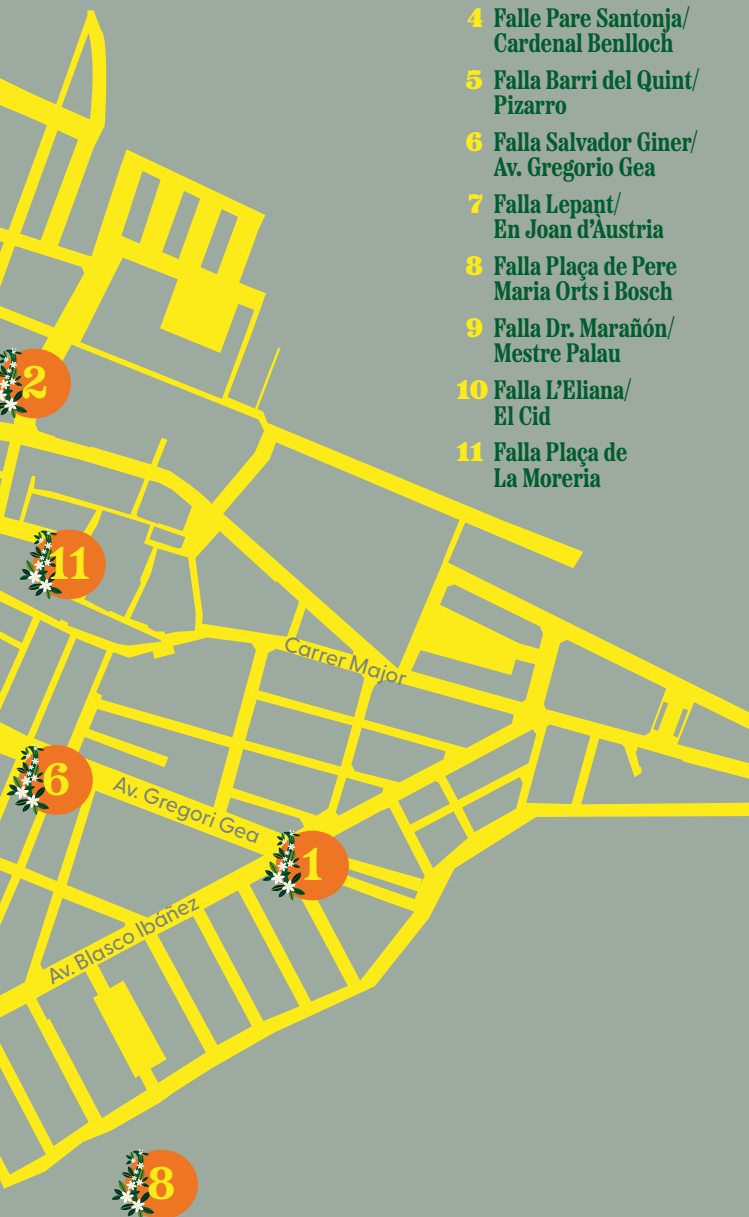 4 Falle Pare Santonja/
Cardenal Benlloch
5 Falla Barri del Quint/
Pizarro
6 Falla Salvador Giner/
Av. Gregorio Gea
7 Falla Lepant/
En Joan d’Àustria
8 Falla Plaça de Pere
Maria Orts i Bosch
9 Falla Dr. Marañón/
Mestre Palau
10 Falla L’Eliana/
El Cid
11 Falla Plaça de
La Moreria
2
11
Carrer Major
6
Av. Gregori Gea
1
Av. Blasco Ibáñez
8